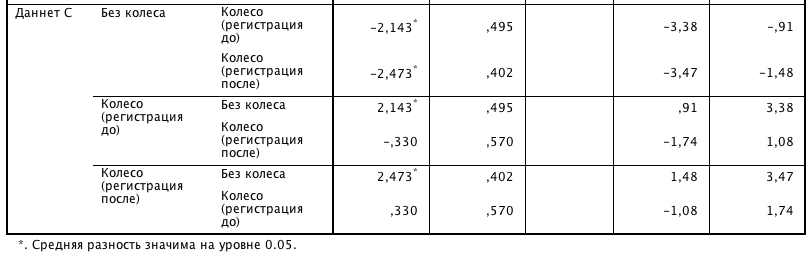 Даннет C Без колеса Колесо (регистрация до) -2,143* ,495 -3,38 -,91
Колесо (регистрация после) -2,473* ,402 -3,47 -1,48
Колесо (регистрация до) Без колеса 2,143* ,495 ,91 3,38
Колесо (регистрация после) -,330 ,570 -1,74 1,08
Колесо (регистрация после) Без колеса 2,473* ,402 1,48 3,47
Колесо (регистрация до) ,330 ,570 -1,08 1,74
*. Средняя разность значима на уровне 0.05.